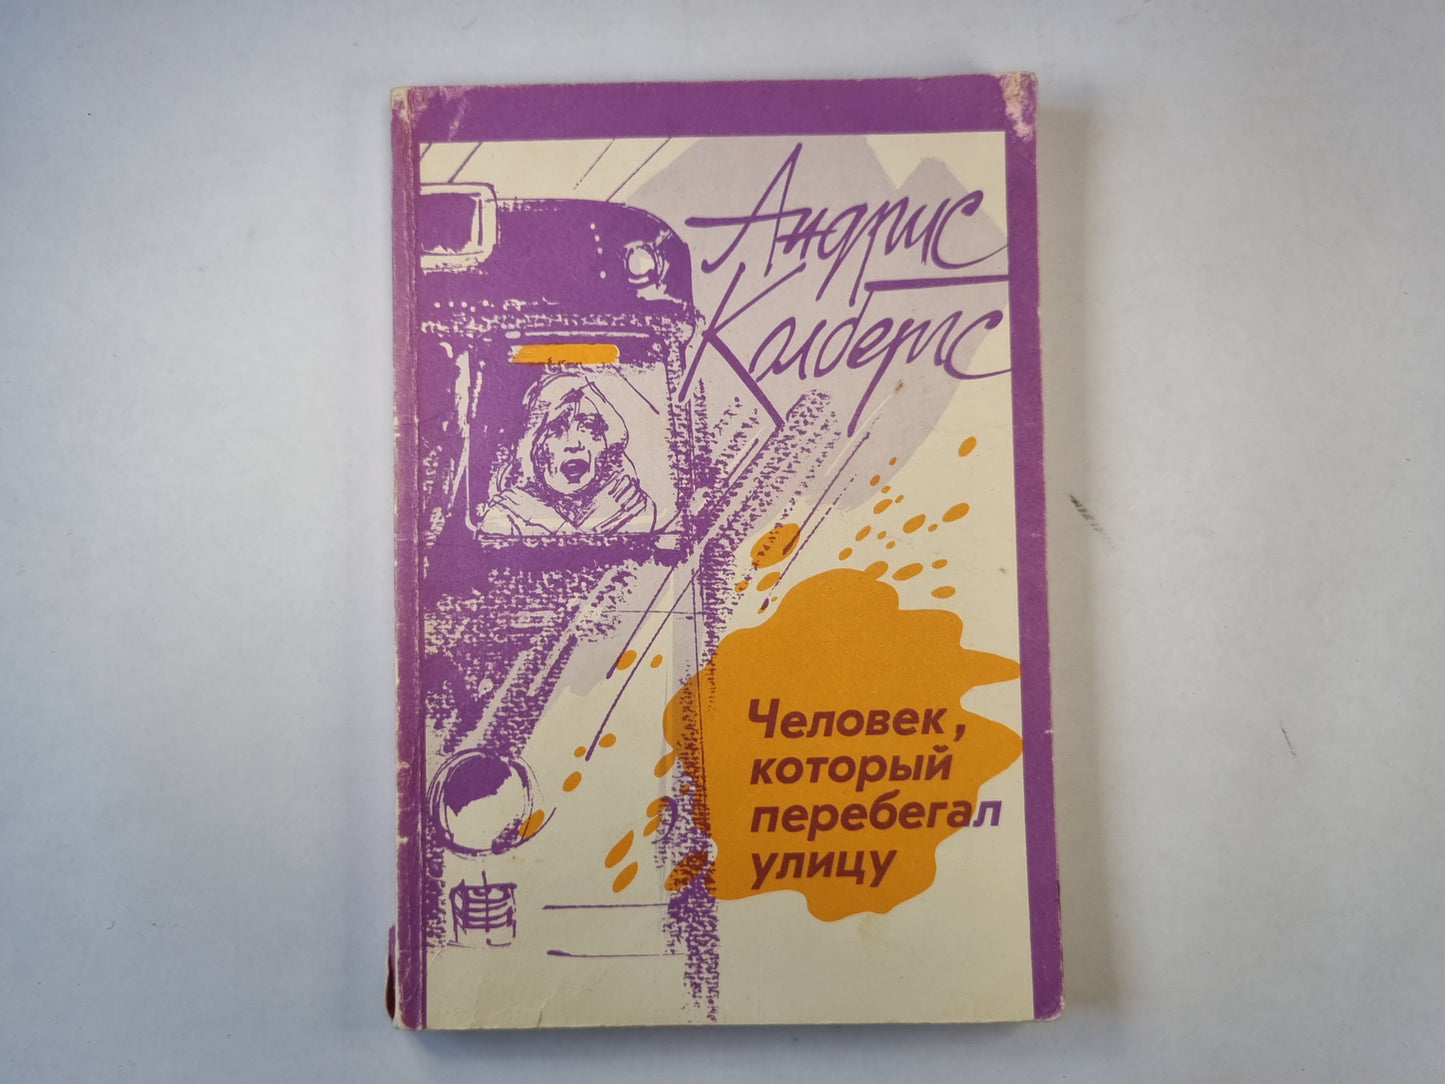 Андрис
Колбергс
Человек,
который
перебегал
улицу